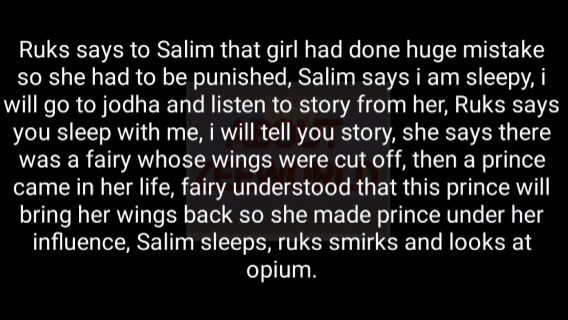 Ruks says to Salim that girl had done huge mistake
so she had to be punished, Salim says i am sleepy, i
will go to jodha and listen to story from her, Ruks says
you sleep with me, i will tell you story, she says there
was a fairy whose wings were cut off, then a prince
came in her life, fairy understood that this prince will
bring her wings back so she made prince under her
influence, Salim sleeps, ruks smirks and looks at
opium.